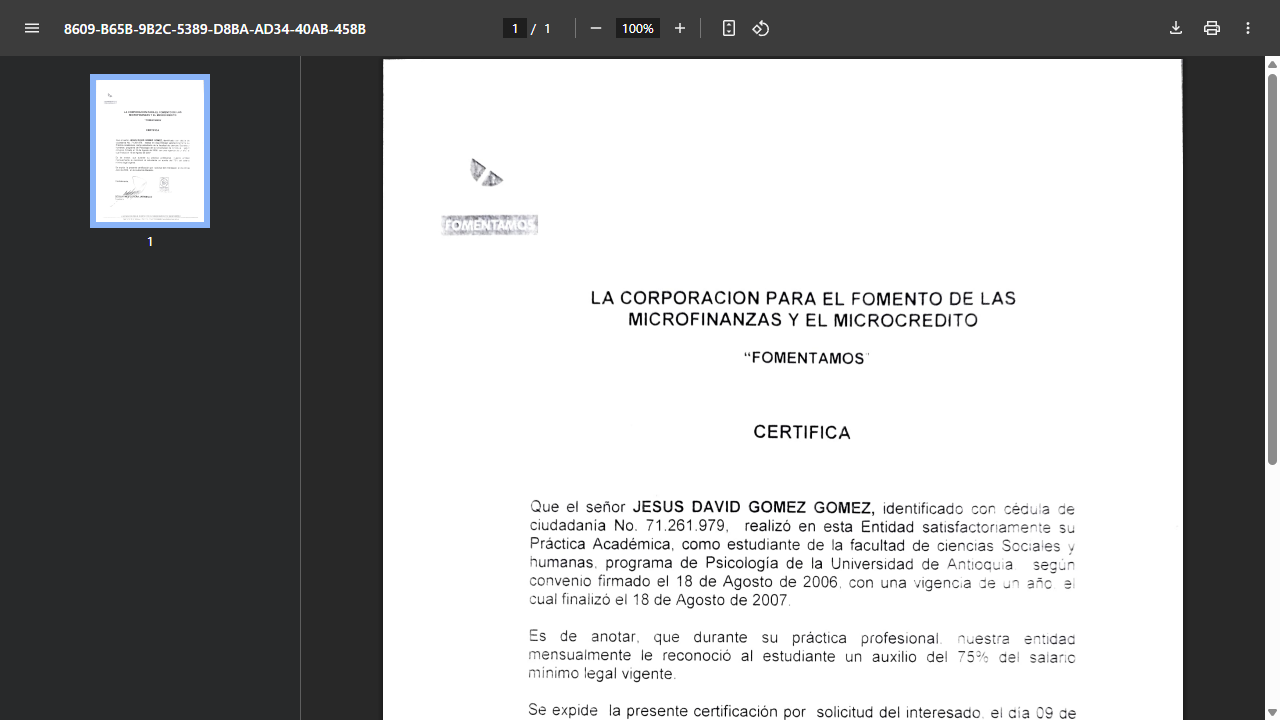 8609-B65B-9B2C-5389-D8BA-AD34-40AB-458B
1 / 1
100%
1
FOMENTAMOS
LA CORPORACION PARA EL FOMENTO DE LAS
MICROFINANZAS Y EL MICROCREDITO
"FOMENTAMOS"
CERTIFICA
Que el señor JESUS DAVID GOMEZ GOMEZ, identificado con cédula de
ciudadanía No. 71.261.979, realizó en esta Entidad satisfactoriamente su
Práctica Académica, como estudiante de la facultad de ciencias Sociales y
humanas, programa de Psicología de la Universidad de Antioquia según
convenio firmado el 18 de Agosto de 2006, con una vigencia de un año, el
cual finalizó el 18 de Agosto de 2007.
Es de anotar, que durante su práctica profesional, nuestra entidad
mensualmente le reconoció al estudiante un auxilio del 75% del salario
mínimo legal vigente.
Se expide la presente certificación por solicitud del interesado, el día 09 de